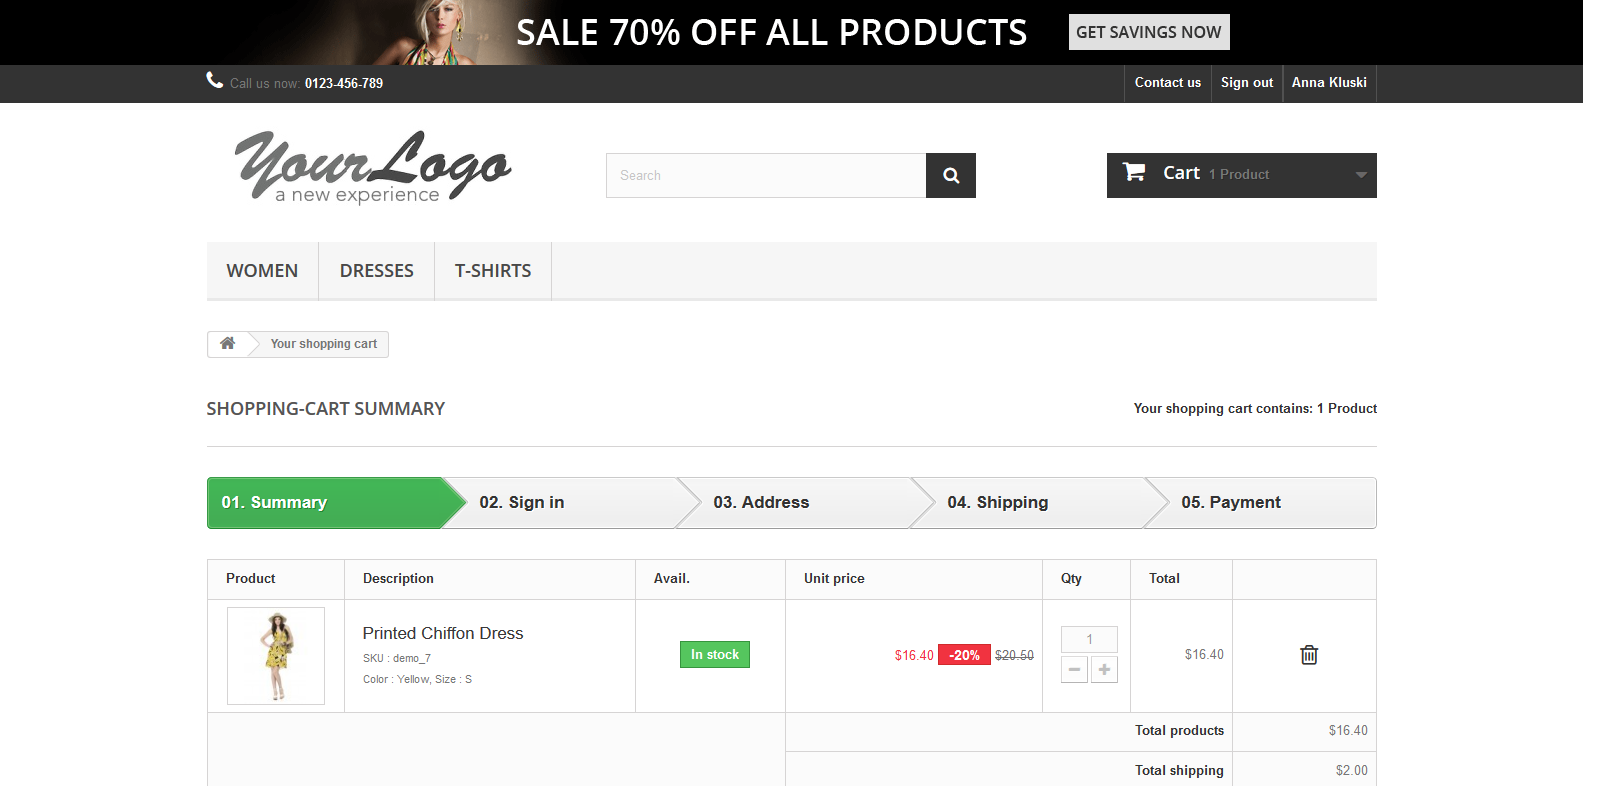 SALE 70% OFF ALL PRODUCTS
GET SAVINGS NOW
Call us now: 0123-456-789
Contact us
Sign out
Anna Kluski
Your Logo
a new experience
Search
Cart 1 Product
WOMEN
DRESSES
T-SHIRTS
Your shopping cart
SHOPPING-CART SUMMARY
Your shopping cart contains: 1 Product
01. Summary
02. Sign in
03. Address
04. Shipping
05. Payment
Product
Description
Avail.
Unit price
Qty
Total
Printed Chiffon Dress
SKU : demo_7
Color : Yellow, Size : S
In stock
$16.40 -20% $20.50
1
$16.40
Total products
$16.40
Total shipping
$2.00